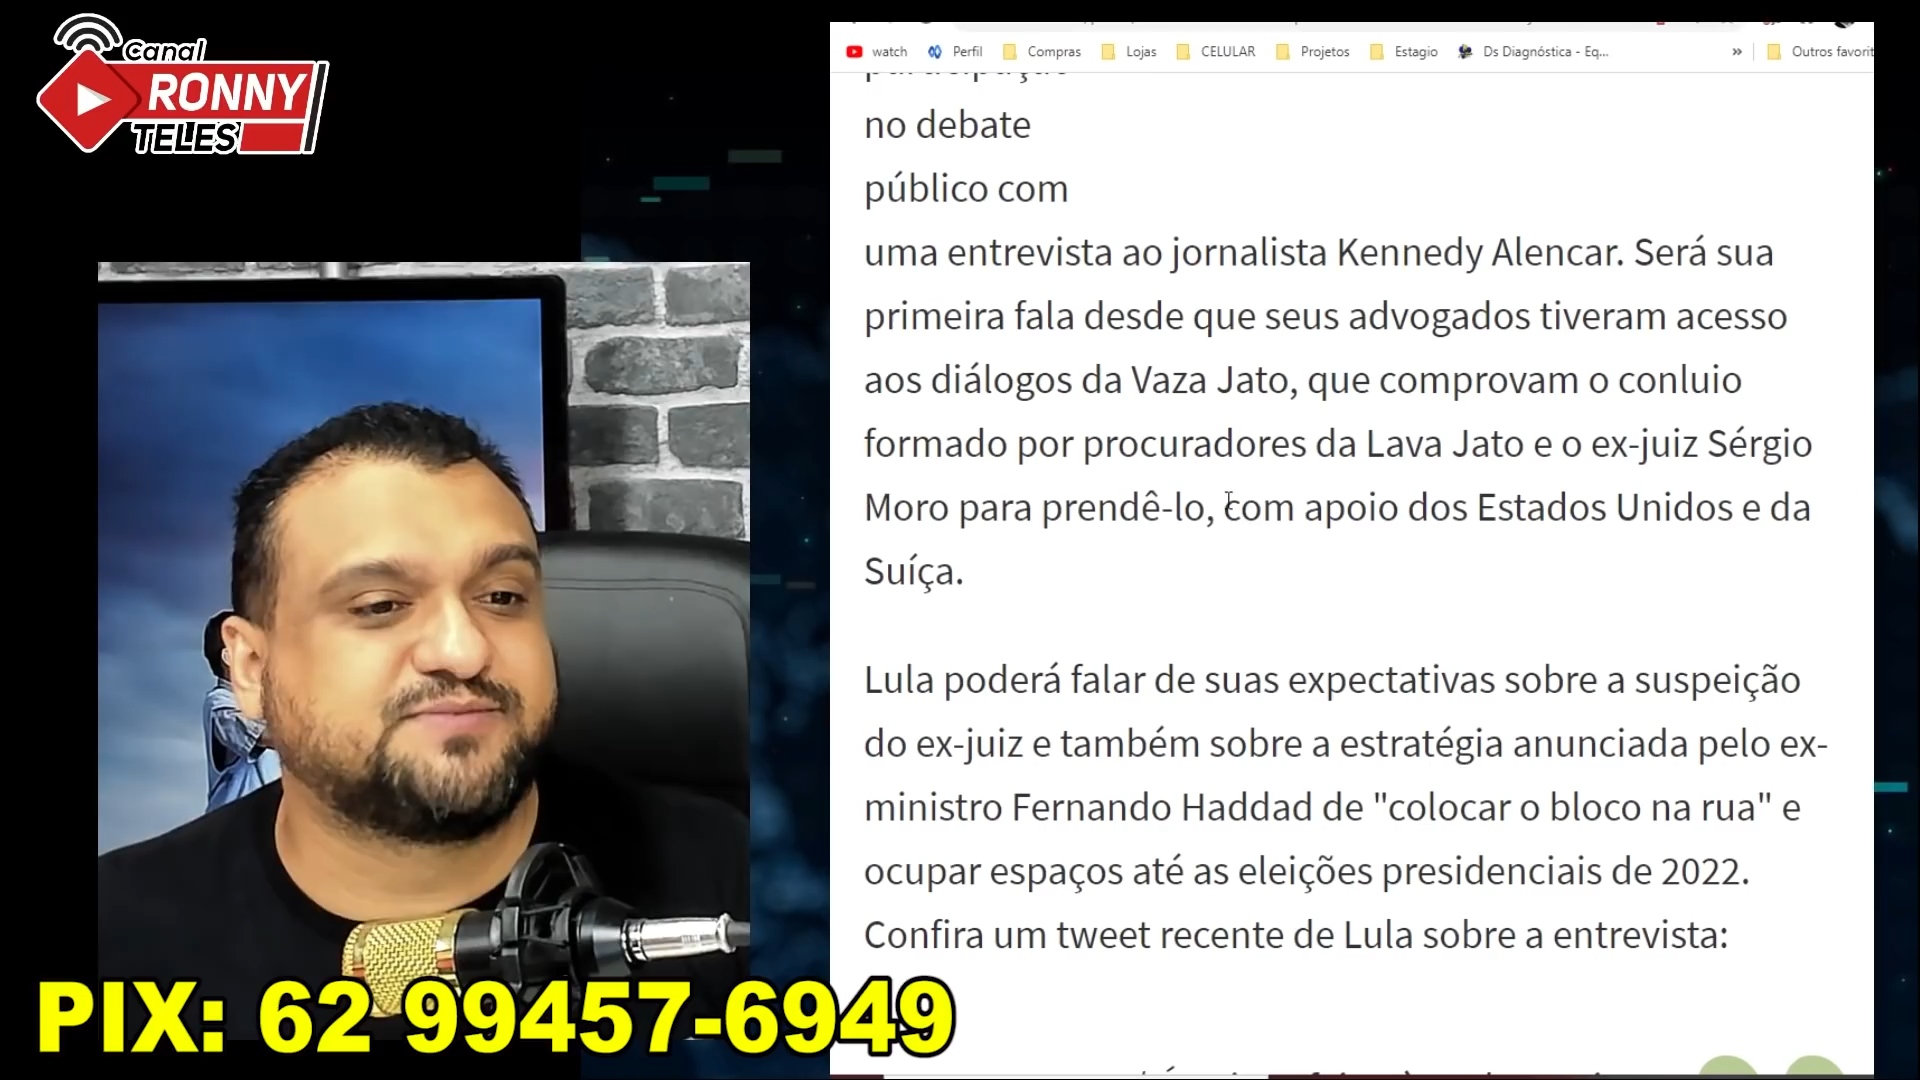 Canal
RONNY
TELES
watch
Perfil
Compras
Lojas
CELULAR
Projetos
Estagio
Ds Diagnóstica - Eq...
»
Outros favorit
no debate
público com
uma entrevista ao jornalista Kennedy Alencar. Será sua
primeira fala desde que seus advogados tiveram acesso
aos diálogos da Vaza Jato, que comprovam o conluio
formado por procuradores da Lava Jato e o ex-juiz Sérgio
Moro para prendê-lo, com apoio dos Estados Unidos e da
Suíça.
Lula poderá falar de suas expectativas sobre a suspeição
do ex-juiz e também sobre a estratégia anunciada pelo ex-
ministro Fernando Haddad de "colocar o bloco na rua" e
ocupar espaços até as eleições presidenciais de 2022.
Confira um tweet recente de Lula sobre a entrevista:
PIX: 62 99457-6949